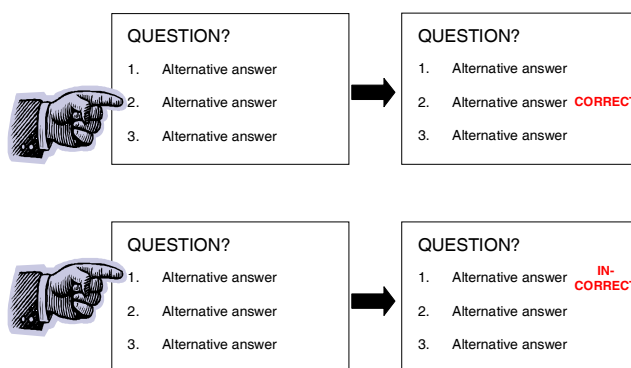 QUESTION?
1. Alternative answer
2. Alternative answer
3. Alternative answer
QUESTION?
1. Alternative answer
2. Alternative answer CORRECT
3. Alternative answer
QUESTION?
1. Alternative answer
2. Alternative answer
3. Alternative answer
QUESTION?
1. Alternative answer IN-
CORRECT
2. Alternative answer
3. Alternative answer